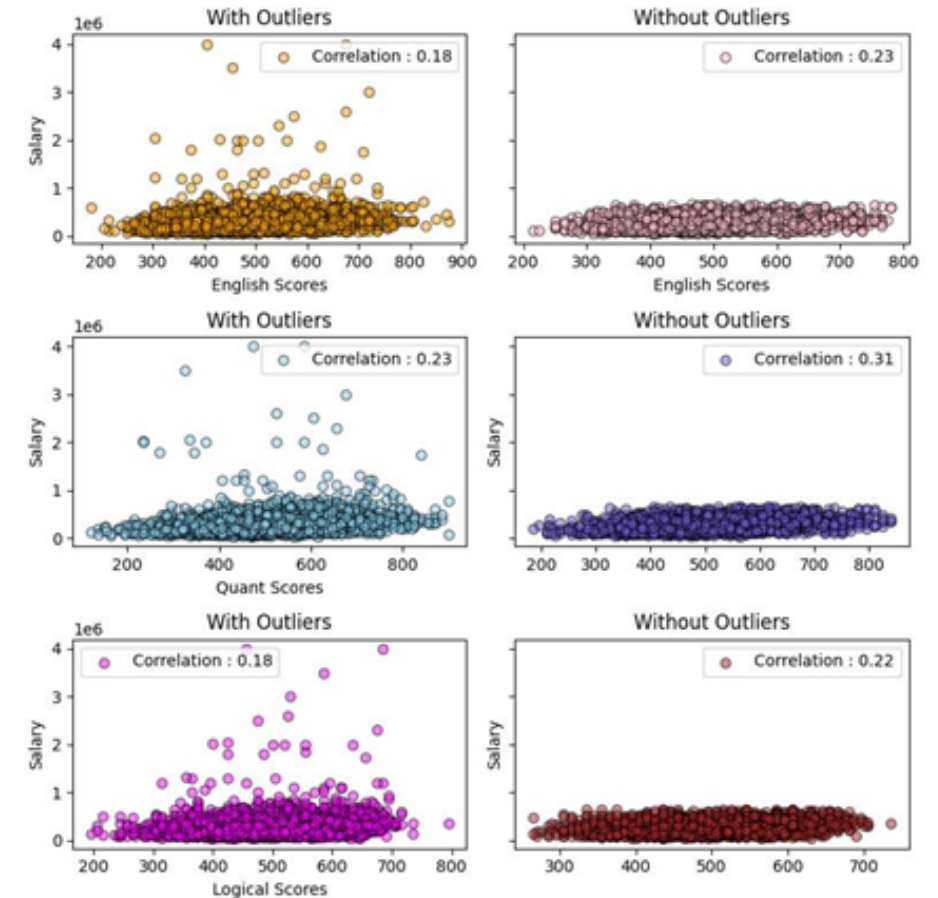 With Outliers
Without Outliers
1e6
Correlation : 0.18
Correlation : 0.23
4
3
2
1
0
Salary
Salary
200 300 400 500 600 700 800 900
200 300 400 500 600 700 800
English Scores
English Scores
With Outliers
Without Outliers
1e6
Correlation : 0.23
Correlation : 0.31
4
3
2
1
0
Salary
Salary
200 400 600 800
200 300 400 500 600 700 800
Quant Scores
With Outliers
Without Outliers
1e6
Correlation : 0.18
Correlation : 0.22
4
3
2
1
0
Salary
Salary
200 300 400 500 600 700 800
300 400 500 600 700
Logical Scores